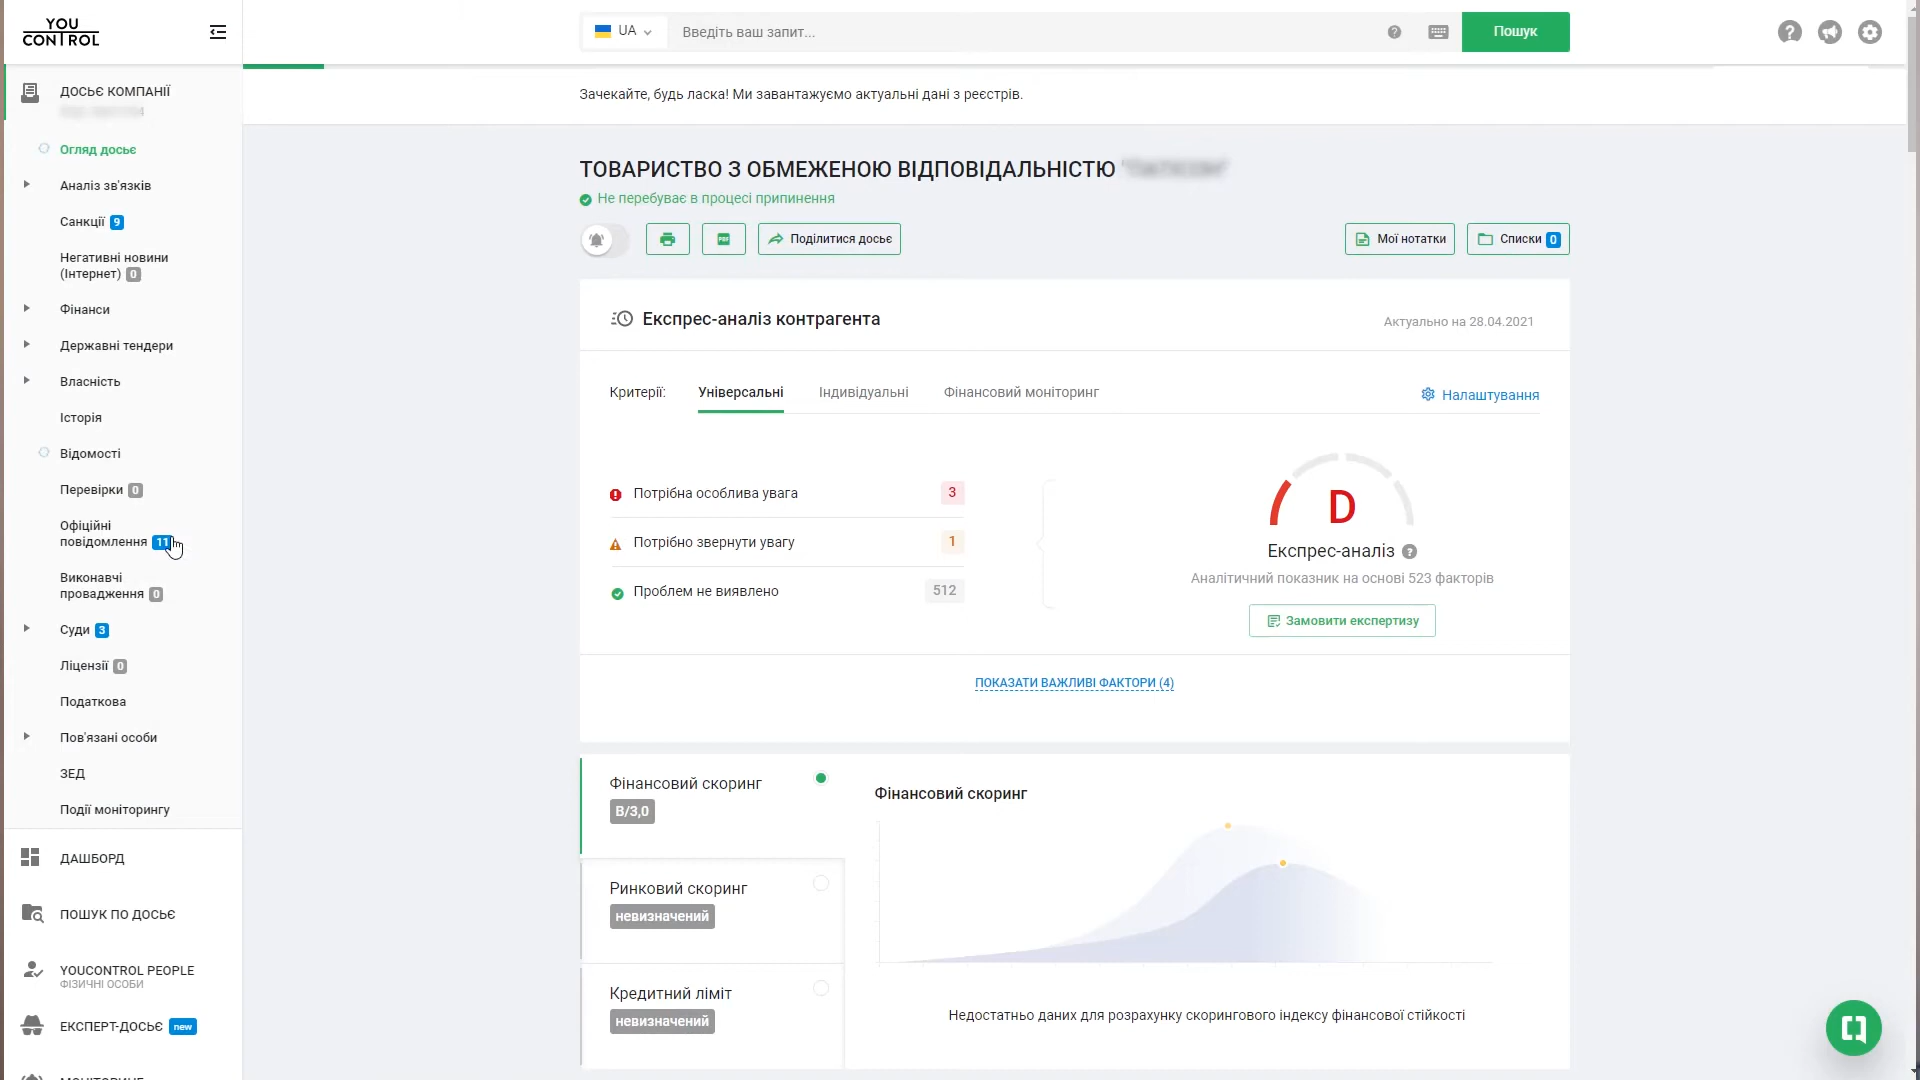 YOU
CONTROL
UA
Введіть ваш запит...
Пошук
ДОСЬЄ КОМПАНІЇ
Огляд досьє
Аналіз зв'язків
Санкції 9
Негативні новини
(Інтернет) 0
Фінанси
Державні тендери
Власність
Історія
Відомості
Перевірки 0
Офіційні
повідомлення 11
Виконавчі
провадження 0
Суди 3
Ліцензії 0
Податкова
Пов'язані особи
ЗЕД
Події моніторингу
ДАШБОРД
ПОШУК ПО ДОСЬЄ
YOUCONTROL PEOPLE
ФІЗИЧНІ ОСОБИ
ЕКСПЕРТ-ДОСЬЄ new
Зачекайте, будь ласка! Ми завантажуємо актуальні дані з реєстрів.
ТОВАРИСТВО З ОБМЕЖЕНОЮ ВІДПОВІДАЛЬНІСТЮ
Не перебуває в процесі припинення
PDF
Поділитися досьє
Мої нотатки
Списки 0
Експрес-аналіз контрагента
Актуально на 28.04.2021
Критерії:
Універсальні
Індивідуальні
Фінансовий моніторинг
Налаштування
Потрібна особлива увага 3
Потрібно звернути увагу 1
Проблем не виявлено 512
D
Експрес-аналіз
Аналітичний показник на основі 523 факторів
Замовити експертизу
ПОКАЗАТИ ВАЖЛИВІ ФАКТОРИ (4)
Фінансовий скоринг
B/3,0
Ринковий скоринг
невизначений
Кредитний ліміт
невизначений
Фінансовий скоринг
Недостатньо даних для розрахунку скорингового індексу фінансової стійкості